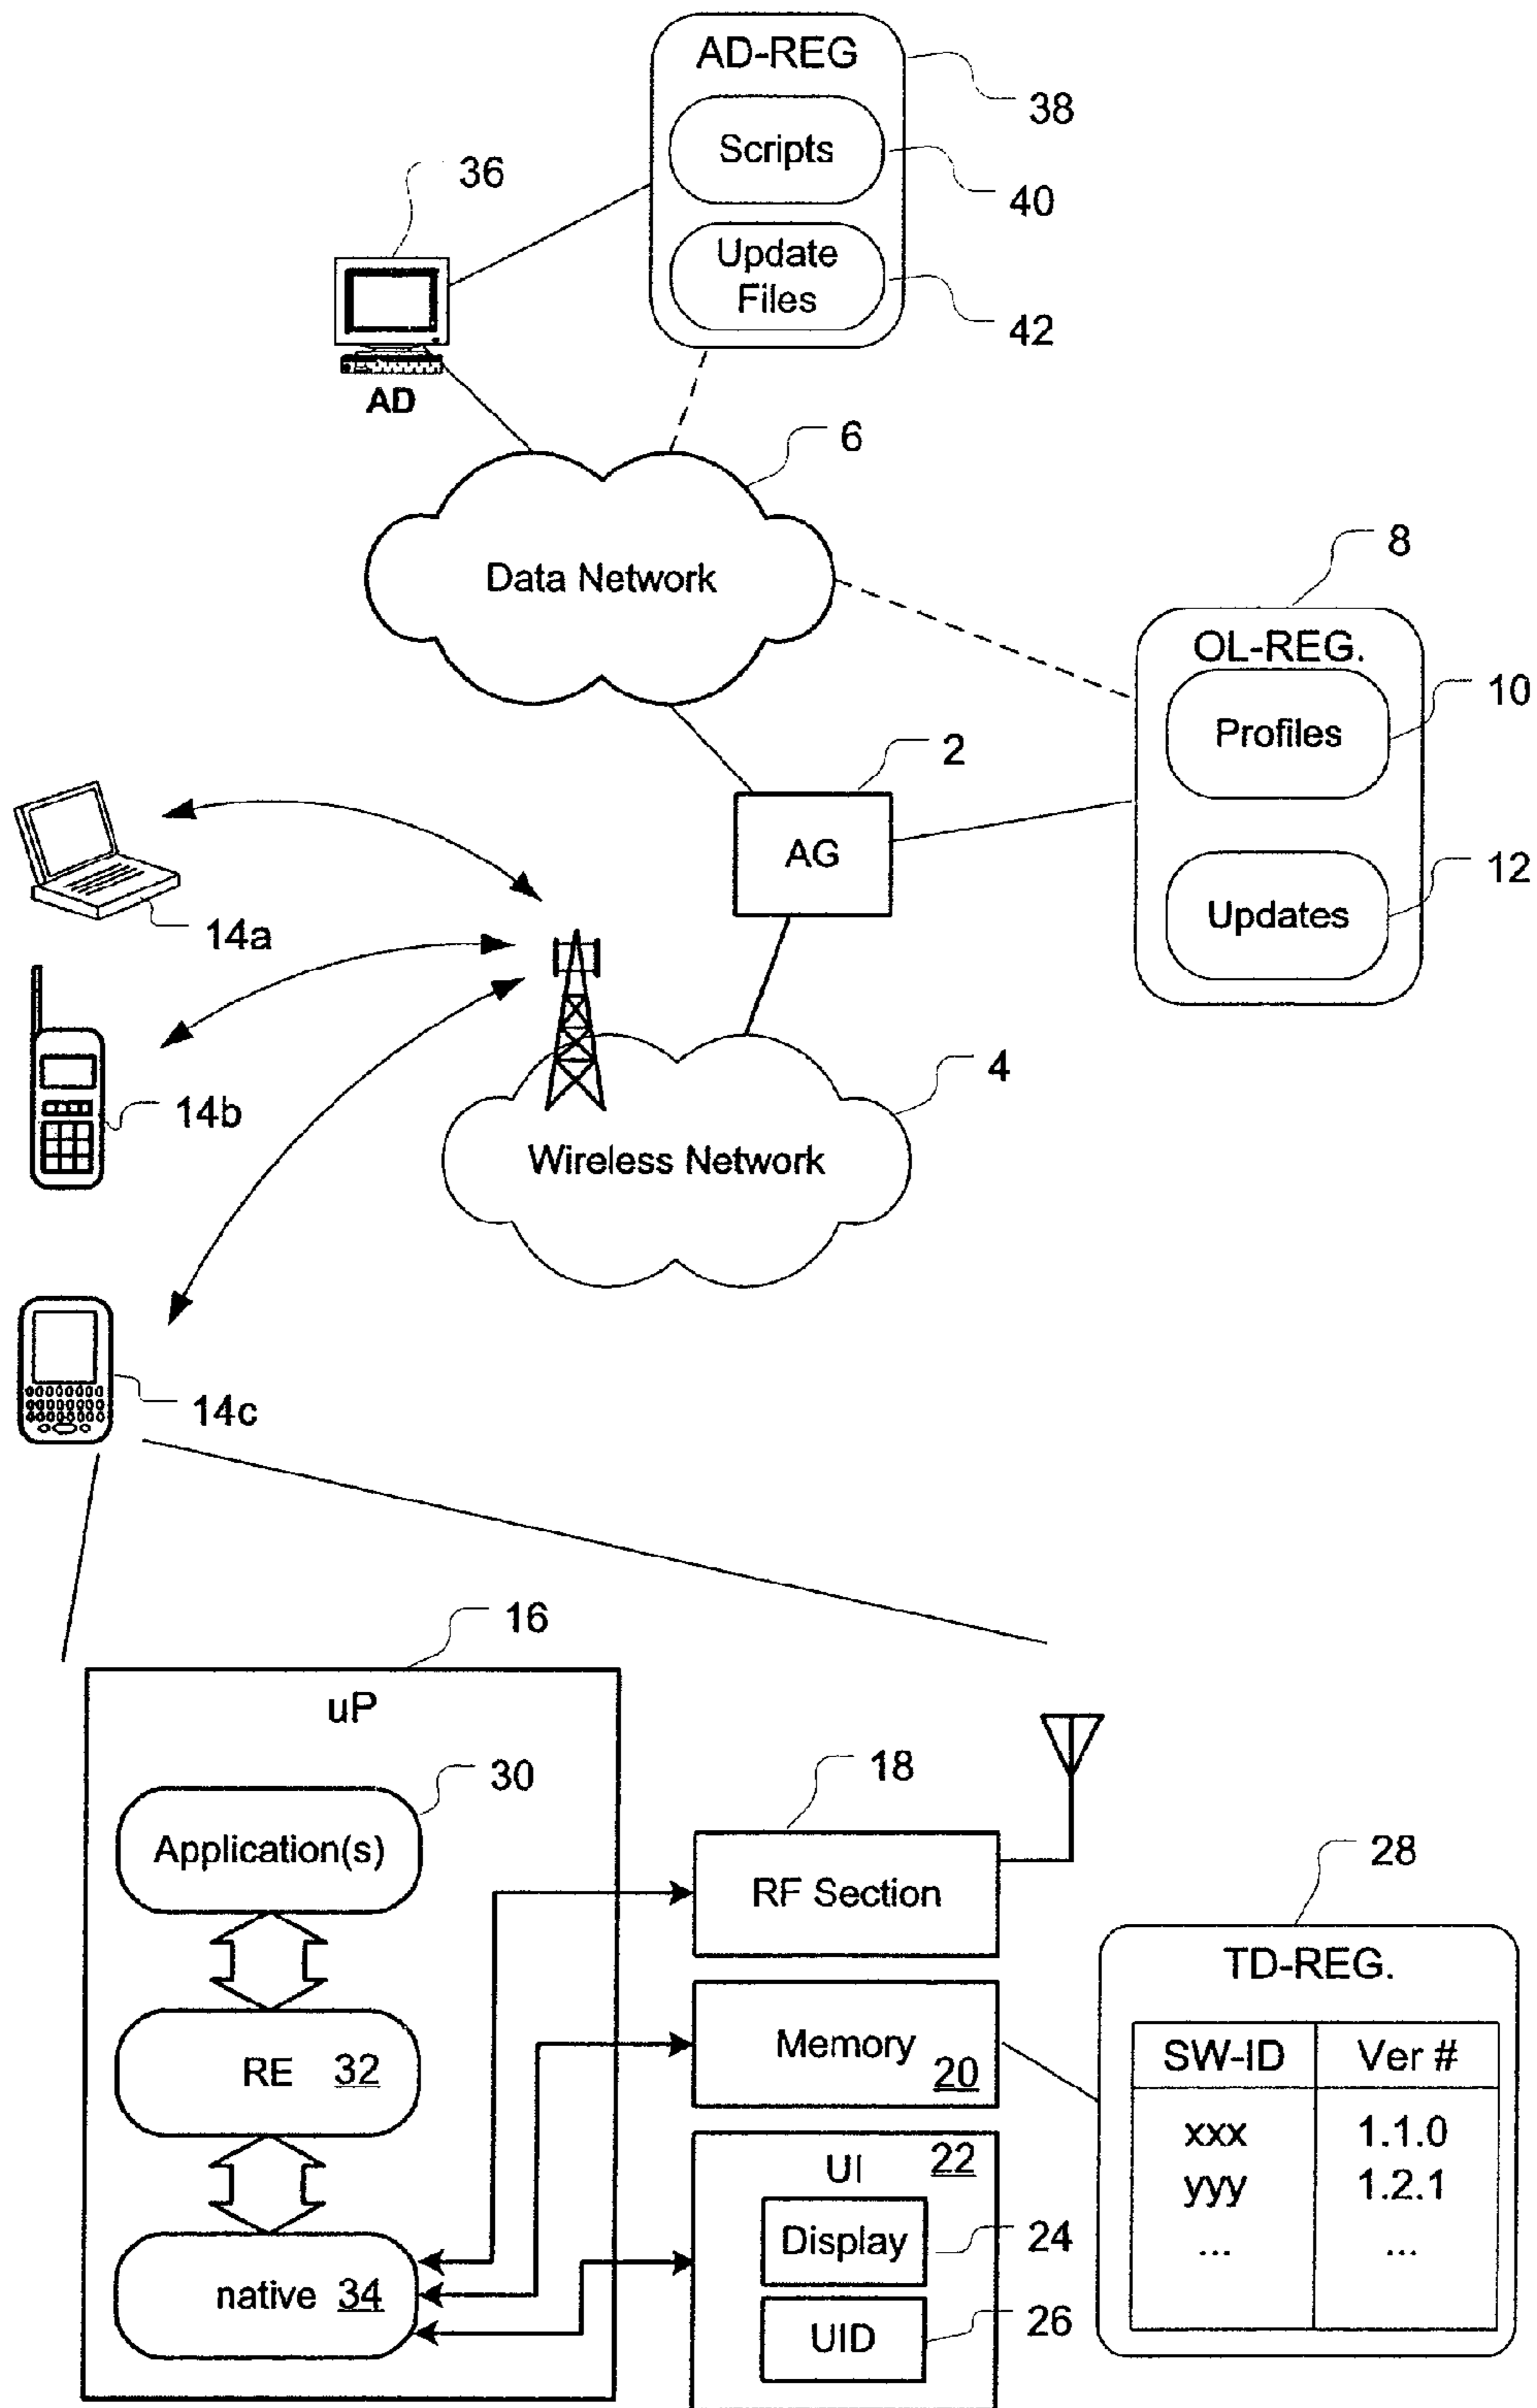 AD-REG
38
Scripts
40
36
Update
Files
42
AD
6
Data Network
8
OL-REG.
10
Profiles
2
AG
12
Updates
14a
14b
4
Wireless Network
14c
16
uP
30
Application(s)
18
RF Section
28
TD-REG.
SW-ID Ver #
xxx 1.1.0
yyy 1.2.1
... ...
RE 32
Memory 20
UI 22
Display 24
native 34
UID 26